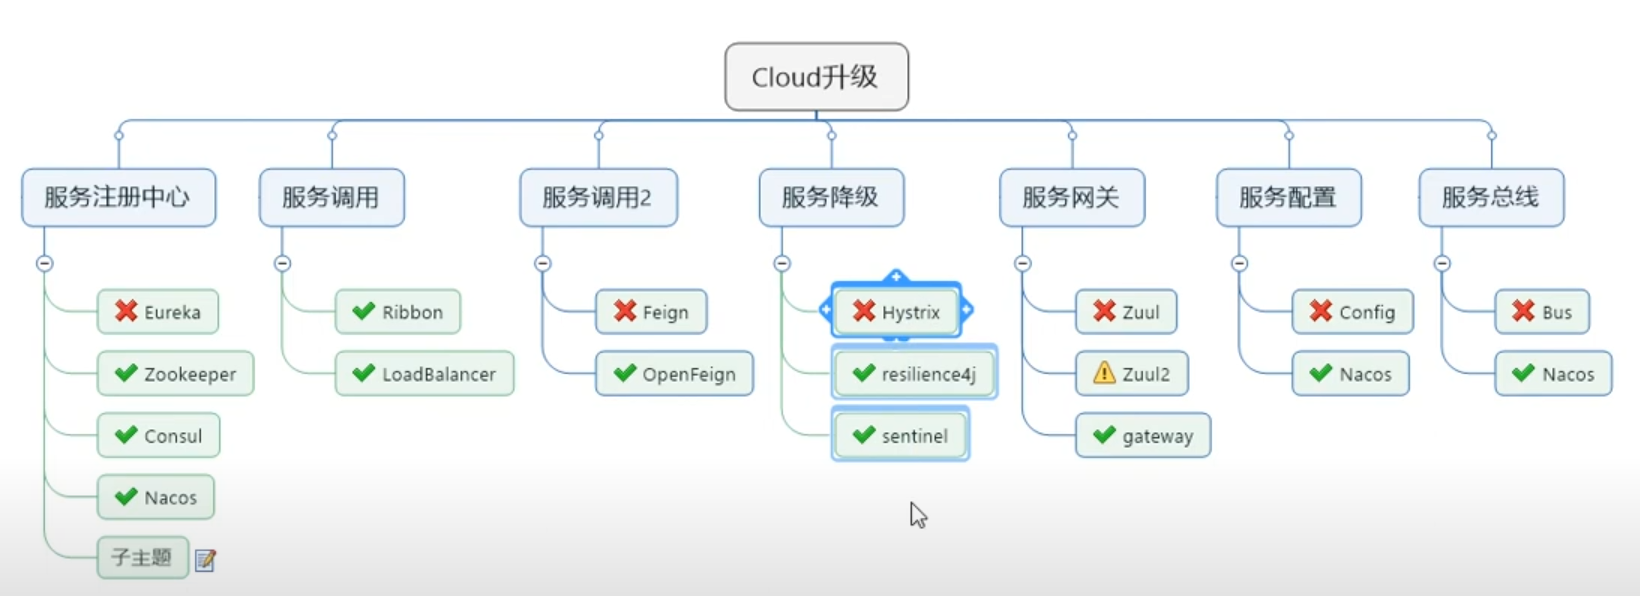 Cloud升级
服务注册中心
Eureka
Zookeeper
Consul
Nacos
子主题
服务调用
Ribbon
LoadBalancer
服务调用2
Feign
OpenFeign
服务降级
Hystrix
resilience4j
sentinel
服务网关
Zuul
Zuul2
gateway
服务配置
Config
Nacos
服务总线
Bus
Nacos